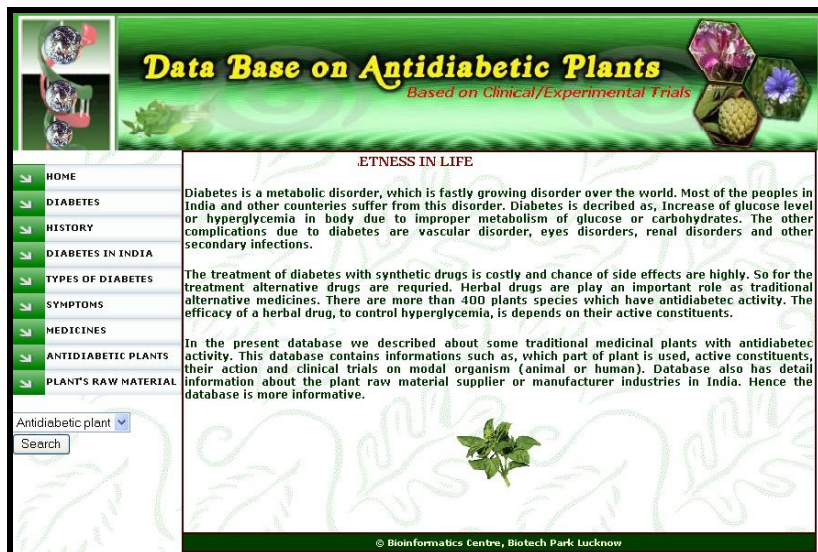 Data Base on Antidiabetic Plants
Based on Clinical/Experimental Trials
ETNESS IN LIFE
HOME
DIABETES
HISTORY
DIABETES IN INDIA
TYPES OF DIABETES
SYMPTOMS
MEDICINES
ANTIDIABETIC PLANTS
PLANT'S RAW MATERIAL
Antidiabetic plant
Search
Diabetes is a metabolic disorder, which is fastly growing disorder over the world. Most of the peoples in
India and other counteries suffer from this disorder. Diabetes is decribed as, Increase of glucose level
or hyperglycemia in body due to improper metabolism of glucose or carbohydrates. The other
complications due to diabetes are vascular disorder, eyes disorders, renal disorders and other
secondary infections.
The treatment of diabetes with synthetic drugs is costly and chance of side effects are highly. So for the
treatment alternative drugs are requried. Herbal drugs are play an important role as traditional
alternative medicines. There are more than 400 plants species which have antidiabetec activity. The
efficacy of a herbal drug, to control hyperglycemia, is depends on their active constituents.
In the present database we described about some traditional medicinal plants with antidiabetec
activity. This database contains informations such as, which part of plant is used, active constituents,
their action and clinical trials on modal organism (animal or human). Database also has detail
information about the plant raw material supplier or manufacturer industries in India. Hence the
database is more informative.
© Bioinformatics Centre, Biotech Park Lucknow